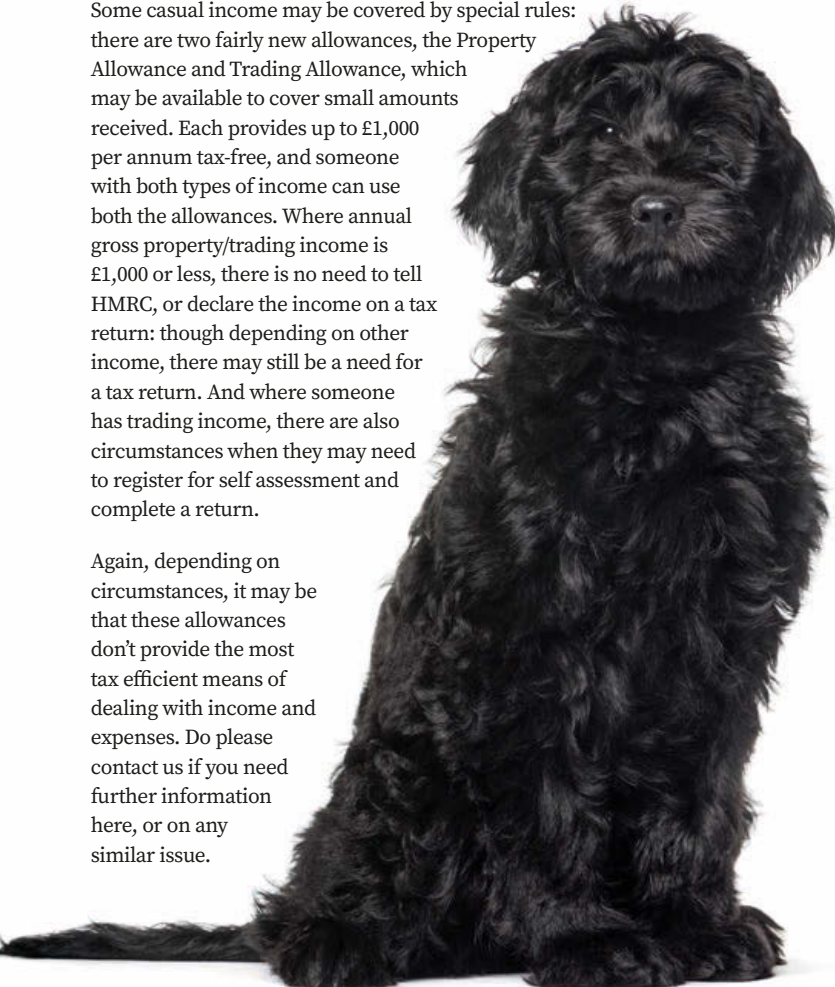 Some casual income may be covered by special rules:
there are two fairly new allowances, the Property
Allowance and Trading Allowance, which
may be available to cover small amounts
received. Each provides up to £1,000
per annum tax-free, and someone
with both types of income can use
both the allowances. Where annual
gross property/trading income is
£1,000 or less, there is no need to tell
HMRC, or declare the income on a tax
return: though depending on other
income, there may still be a need for
a tax return. And where someone
has trading income, there are also
circumstances when they may need
to register for self assessment and
complete a return.
Again, depending on
circumstances, it may be
that these allowances
don’t provide the most
tax efficient means of
dealing with income and
expenses. Do please
contact us if you need
further information
here, or on any
similar issue.